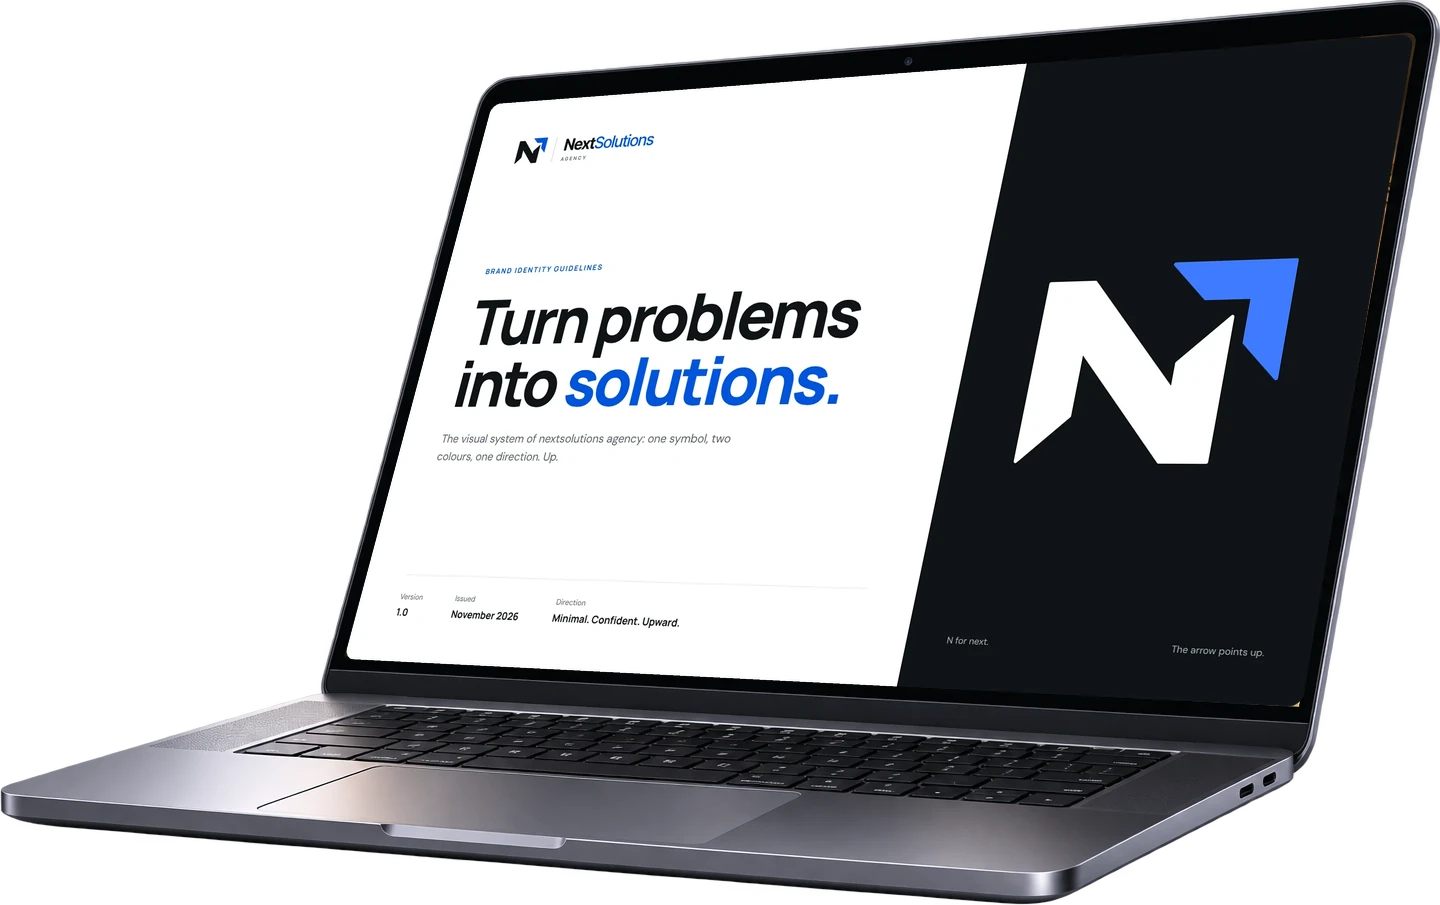 NextSolutions
AGENCY
BRAND IDENTITY GUIDELINES
Turn problems
into solutions.
The visual system of nextsolutions agency: one symbol, two
colours, one direction. Up.
Version
1.0
Issued
November 2026
Direction
Minimal. Confident. Upward.
N for next.
The arrow points up.